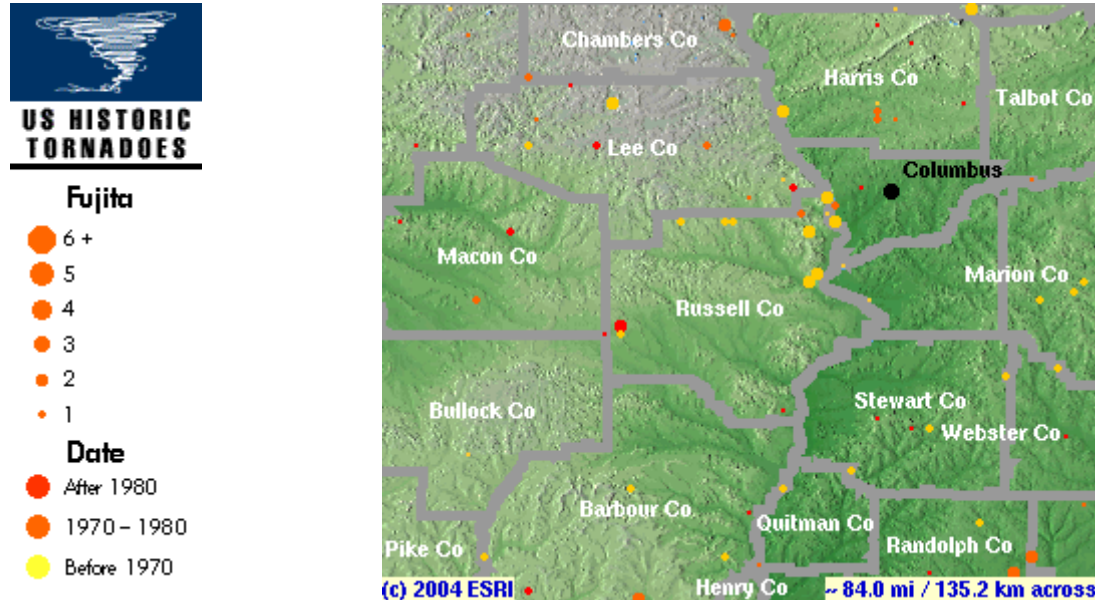 US HISTORIC
TORNADOES
Fujita
6 +
5
4
3
2
1
Date
After 1980
1970 - 1980
Before 1970
Chambers Co
Harris Co
Talbot Co
Lee Co
Columbus
Macon Co
Marion Co
Russell Co
Bullock Co
Stewart Co
Webster Co
Barbour Co
Quitman Co
Pike Co
Randolph Co
Henry Co
(c) 2004 ESRI
~ 84.0 mi / 135.2 km across